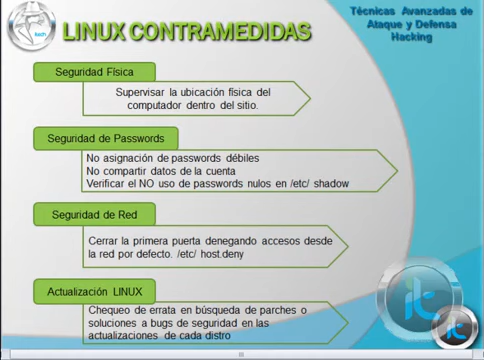 LINUX CONTRAMEDIDAS
Técnicas Avanzadas de
Ataque y Defensa
Hacking
Seguridad Física
Supervisar la ubicación física del
computador dentro del sitio.
Seguridad de Passwords
No asignación de passwords débiles
No compartir datos de la cuenta
Verificar el NO uso de passwords nulos en /etc/ shadow
Seguridad de Red
Cerrar la primera puerta denegando accesos desde
la red por defecto. /etc/ host.deny
Actualización LINUX
Chequeo de errata en búsqueda de parches o
soluciones a bugs de seguridad en las
actualizaciones de cada distro